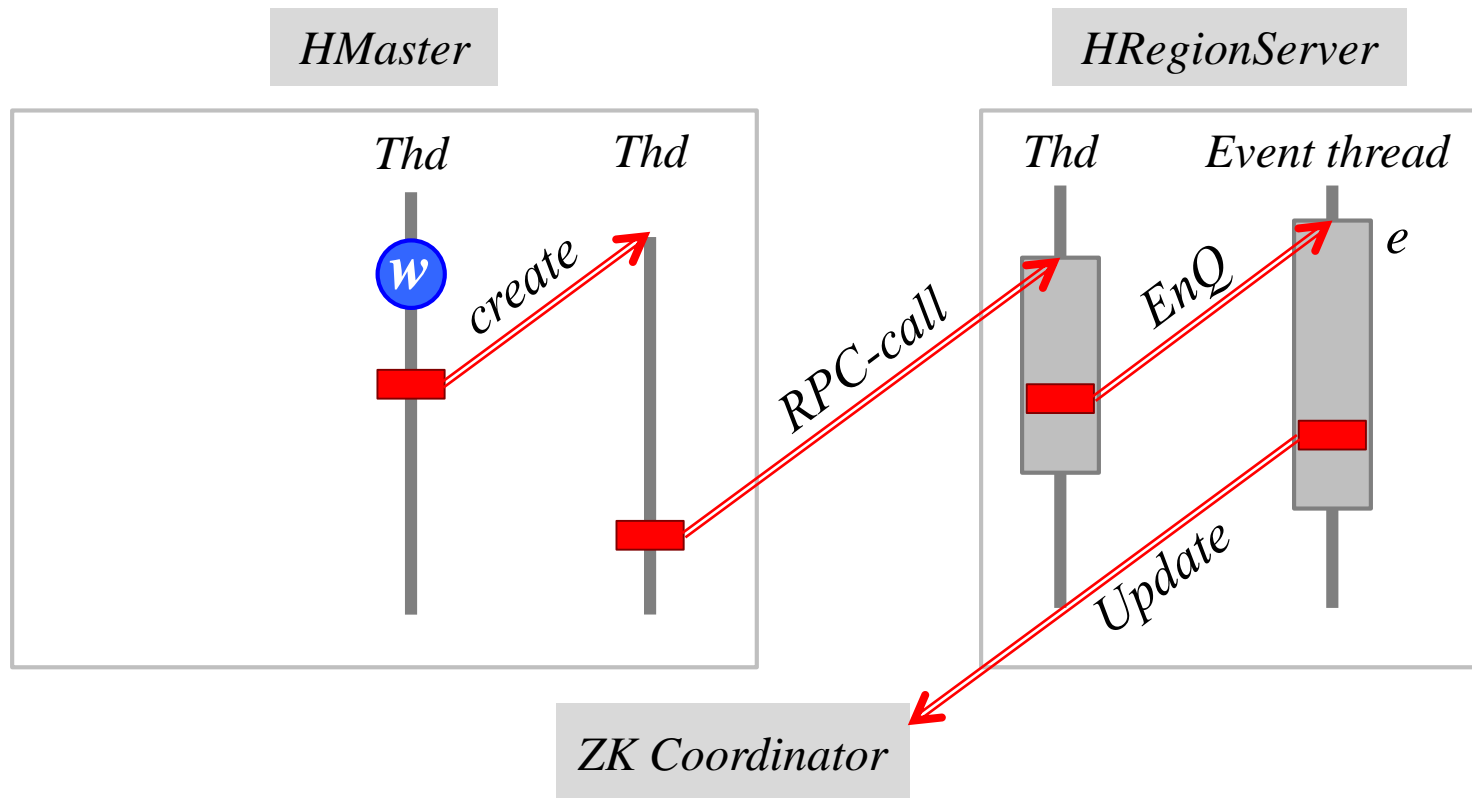 HMaster
HRegionServer
Thd
Thd
Thd
Event thread
w
create
RPC-call
EnQ
e
Update
ZK Coordinator